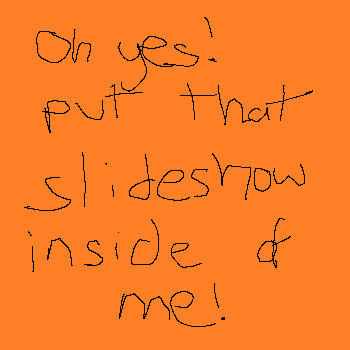 Oh yes!
put that
slideshow
inside of
me!